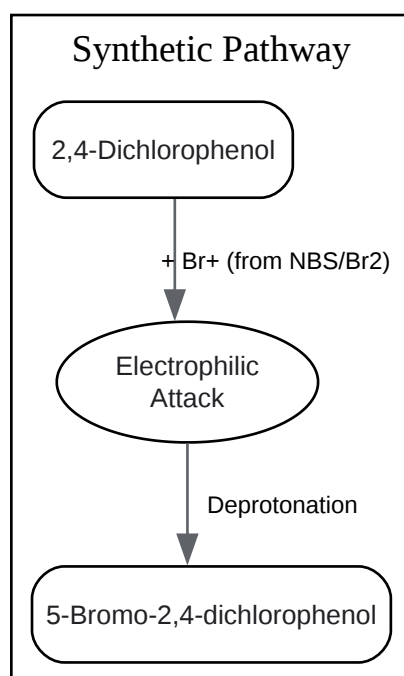 Synthetic Pathway
2,4-Dichlorophenol
+ Br+ (from NBS/Br2)
Electrophilic
Attack
Deprotonation
5-Bromo-2,4-dichlorophenol